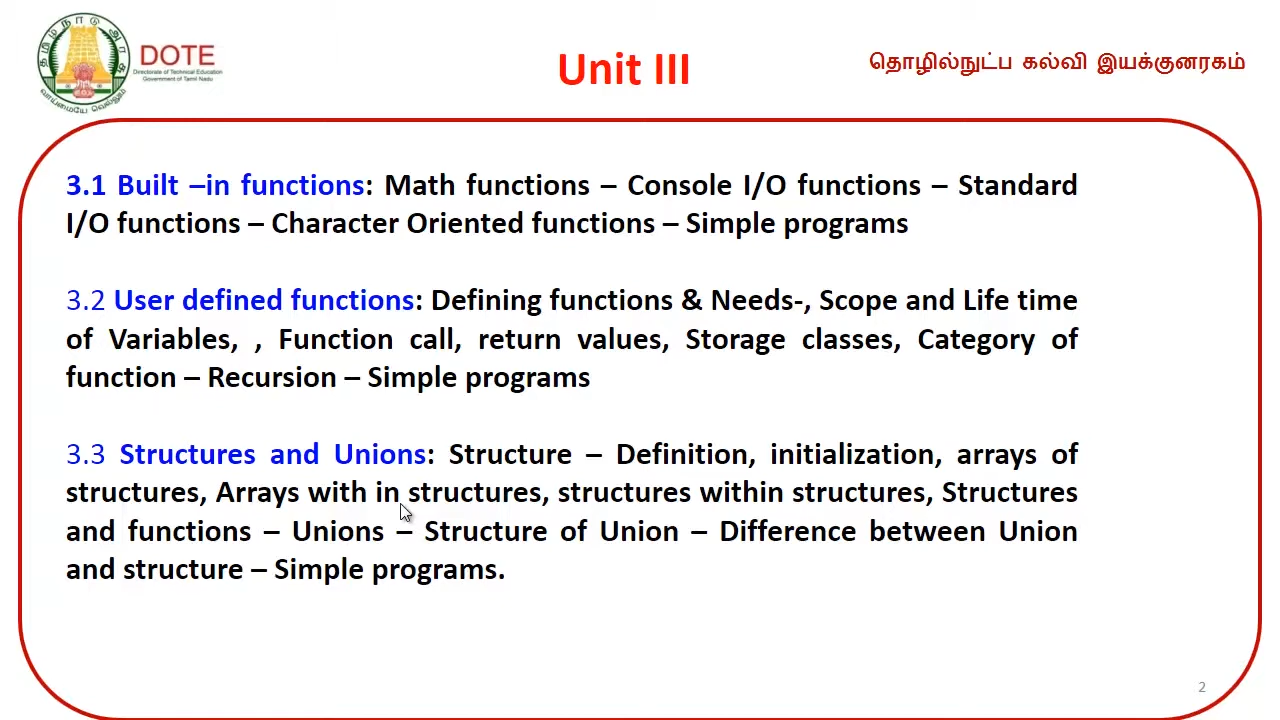 தமிழ்நாடு அரசு
வாய்மையே வெல்லும்
DOTE
Directorate of Technical Education
Government of Tamil Nadu
Unit III
தொழில்நுட்ப கல்வி இயக்குனரகம்
3.1 Built –in functions: Math functions – Console I/O functions – Standard
I/O functions – Character Oriented functions – Simple programs
3.2 User defined functions: Defining functions & Needs-, Scope and Life time
of Variables, , Function call, return values, Storage classes, Category of
function – Recursion – Simple programs
3.3 Structures and Unions: Structure – Definition, initialization, arrays of
structures, Arrays with in structures, structures within structures, Structures
and functions – Unions – Structure of Union – Difference between Union
and structure – Simple programs.
2